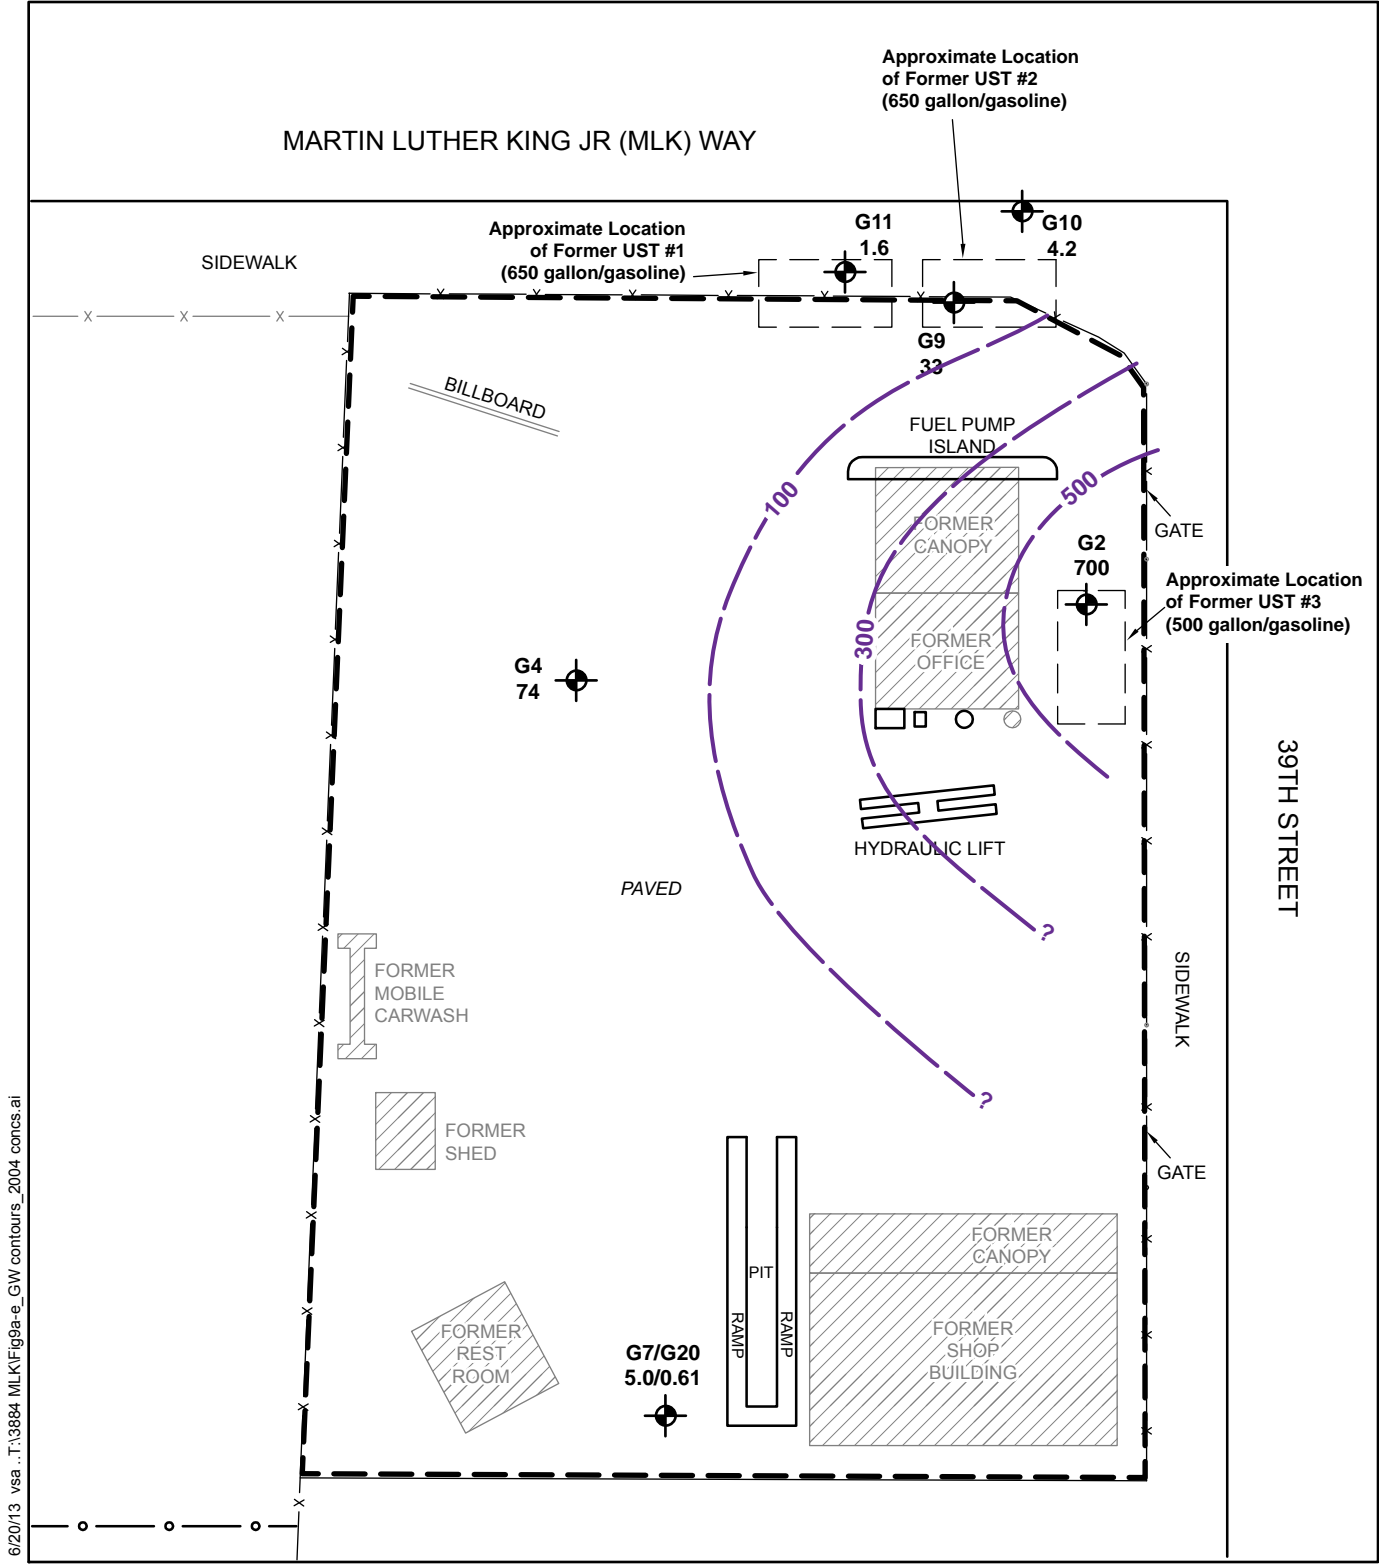 Approximate Location
of Former UST #2
(650 gallon/gasoline)
MARTIN LUTHER KING JR (MLK) WAY
Approximate Location
of Former UST #1
(650 gallon/gasoline)
G11
1.6
G10
4.2
SIDEWALK
G9
33
BILLBOARD
FUEL PUMP
ISLAND
100
500
300
FORMER
CANOPY
GATE
G2
700
Approximate Location
of Former UST #3
(500 gallon/gasoline)
FORMER
OFFICE
G4
74
39TH STREET
HYDRAULIC LIFT
PAVED
?
FORMER
MOBILE
CARWASH
SIDEWALK
?
FORMER
SHED
GATE
PIT
RAMP
RAMP
FORMER
CANOPY
FORMER
SHOP
BUILDING
FORMER
REST
ROOM
G7/G20
5.0/0.61
6/20/13 vsa ..T:\3884 MLK\Fig9a-e_GW contours_2004 concs.ai